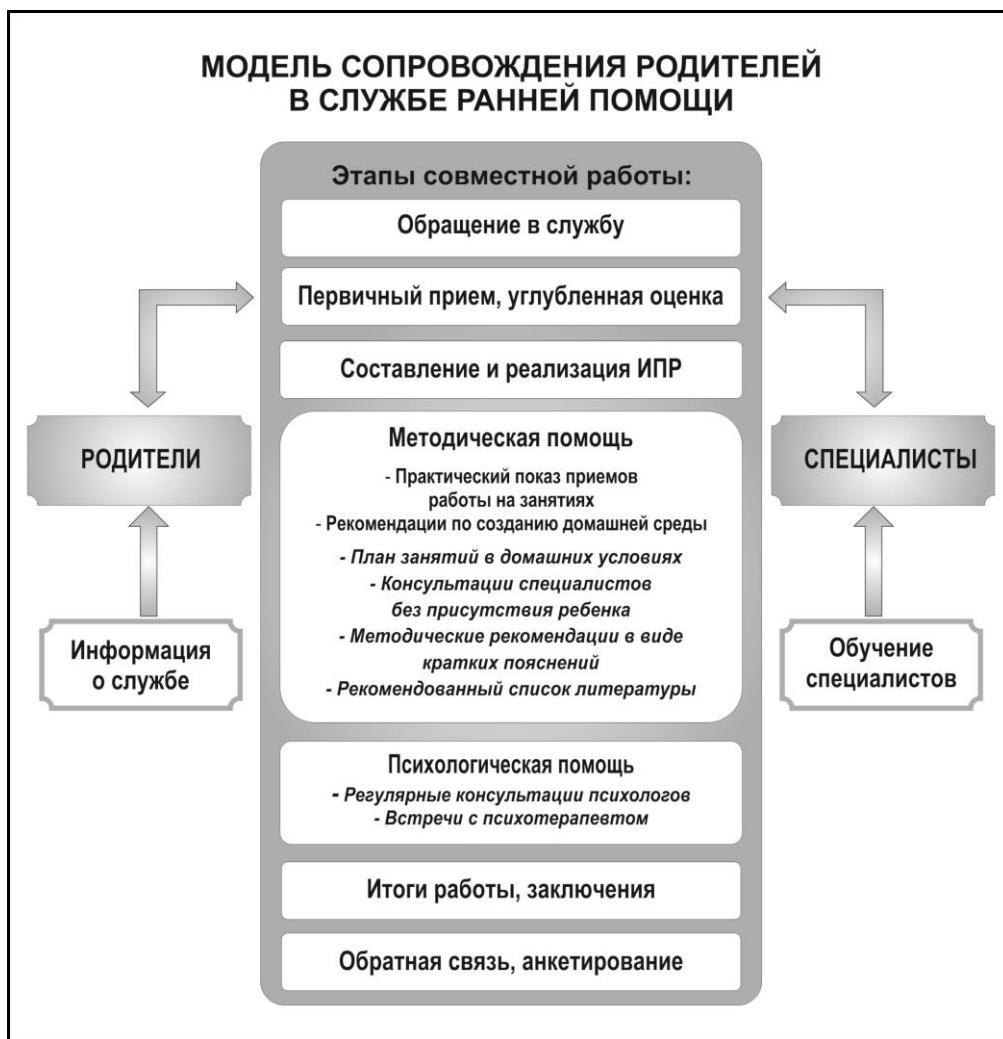 МОДЕЛЬ СОПРОВОЖДЕНИЯ РОДИТЕЛЕЙ
В СЛУЖБЕ РАННЕЙ ПОМОЩИ
Этапы совместной работы:
Обращение в службу
Первичный прием, углубленная оценка
Составление и реализация ИПР
РОДИТЕЛИ
Методическая помощь
- Практический показ приемов
работы на занятиях
- Рекомендации по созданию домашней среды
- План занятий в домашних условиях
- Консультации специалистов
без присутствия ребенка
- Методические рекомендации в виде
кратких пояснений
- Рекомендованный список литературы
СПЕЦИАЛИСТЫ
Информация
о службе
Обучение
специалистов
Психологическая помощь
- Регулярные консультации психологов
- Встречи с психотерапевтом
Итоги работы, заключения
Обратная связь, анкетирование